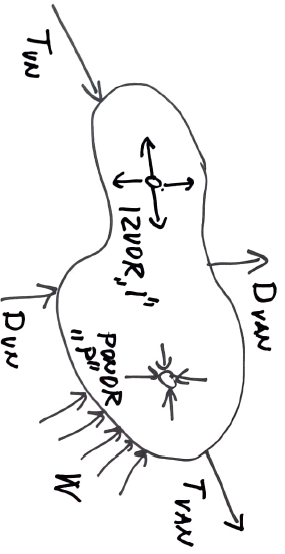 DVAN
TVAN
IZVOR „I"
PONOR
"P"
W
TUN
DUN